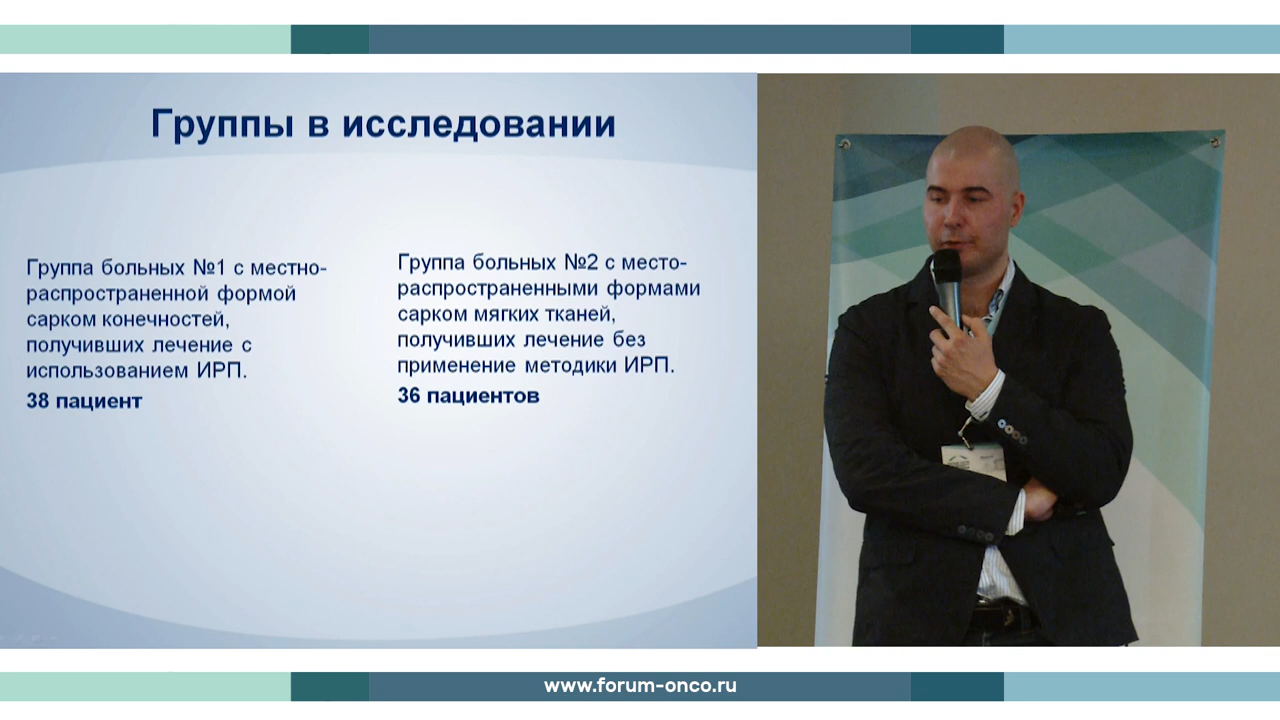 Группы в исследовании
Группа больных №1 с местно-
распространенной формой
сарком конечностей,
получивших лечение с
использованием ИРП.
38 пациент
Группа больных №2 с место-
распространенными формами
сарком мягких тканей,
получивших лечение без
применение методики ИРП.
36 пациентов
www.forum-onco.ru